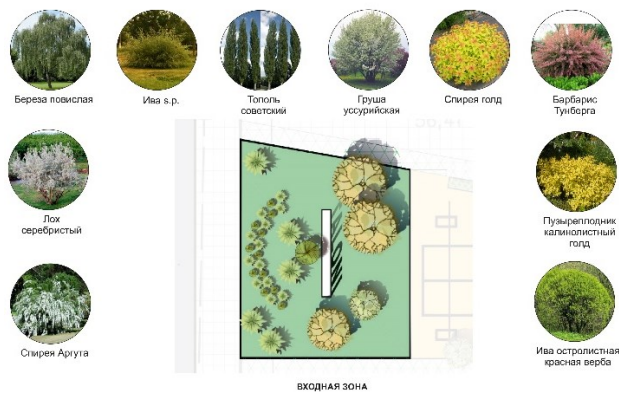 Береза повислая
Ива s.p.
Тополь
советский
Груша
уссурийская
Спирея голд
Барбарис
Тунберга
Лох
серебристый
Пузыреплодник
калинолистный
голд
Спирея Аргута
Ива остролистная
красная верба
ВХОДНАЯ ЗОНА